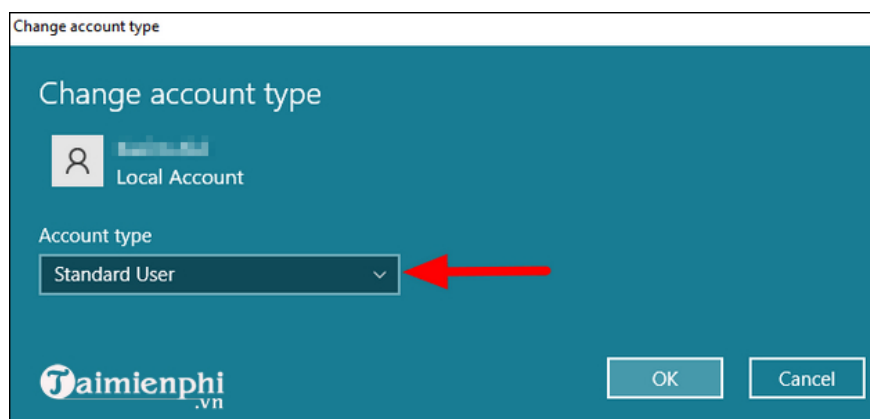 Change account type
Change account type
Local Account
Account type
Standard User
Taimienphi
.vn
OK
Cancel